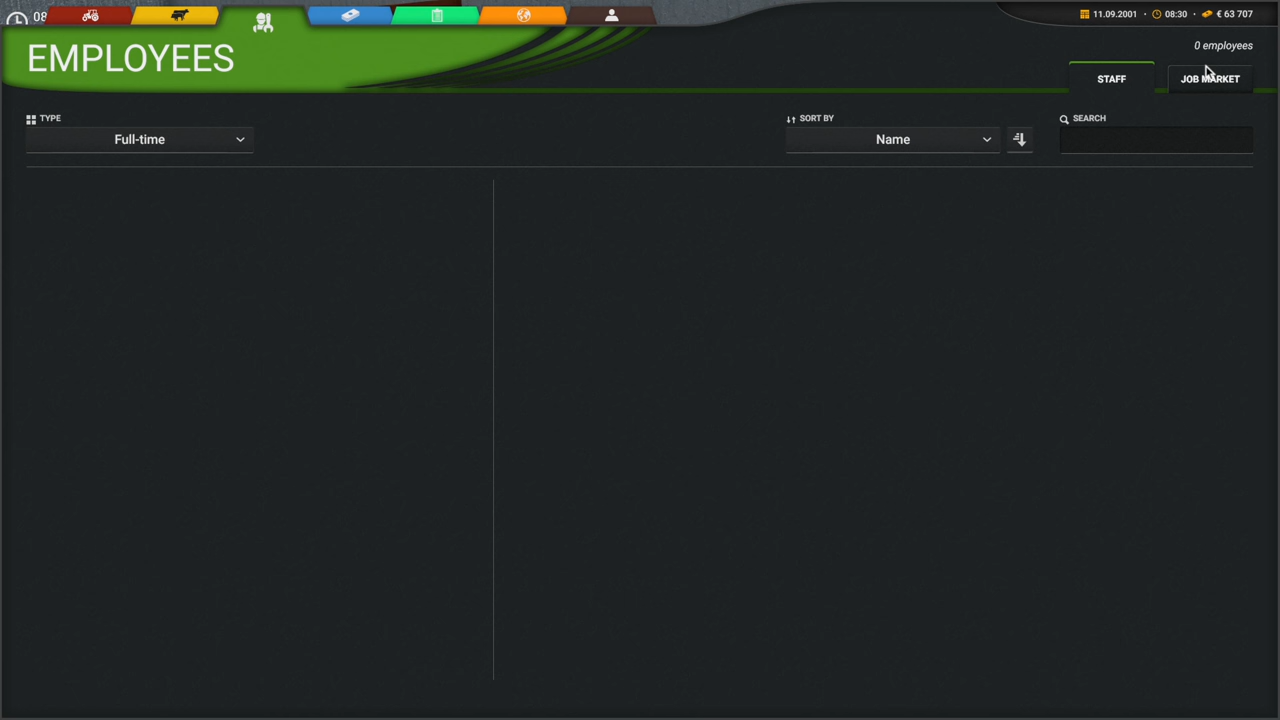 08
11.09.2001 • 08:30 • € 63 707
EMPLOYEES
0 employees
STAFF
JOB MARKET
TYPE
Full-time
SORT BY
Name
SEARCH